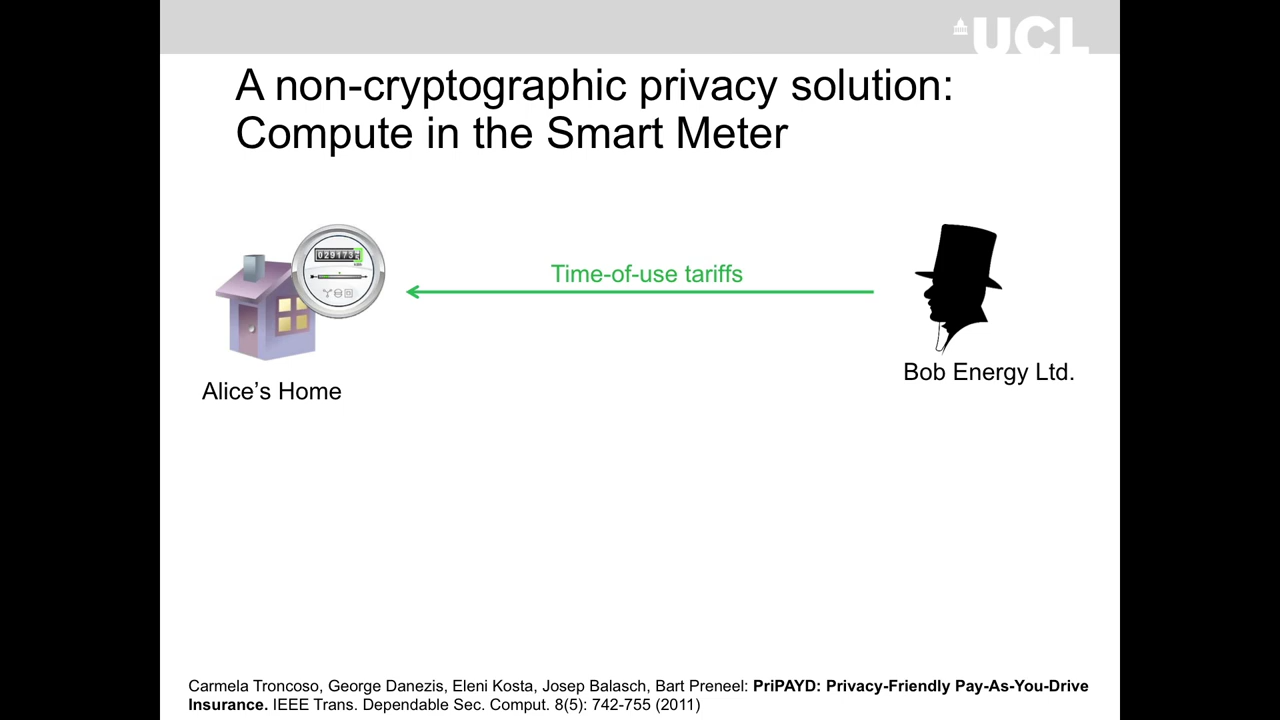 UCL
A non-cryptographic privacy solution:
Compute in the Smart Meter
Time-of-use tariffs
Bob Energy Ltd.
Alice’s Home
Carmela Troncoso, George Danezis, Eleni Kosta, Josep Balasch, Bart Preneel: PriPAYD: Privacy-Friendly Pay-As-You-Drive
Insurance. IEEE Trans. Dependable Sec. Comput. 8(5): 742-755 (2011)